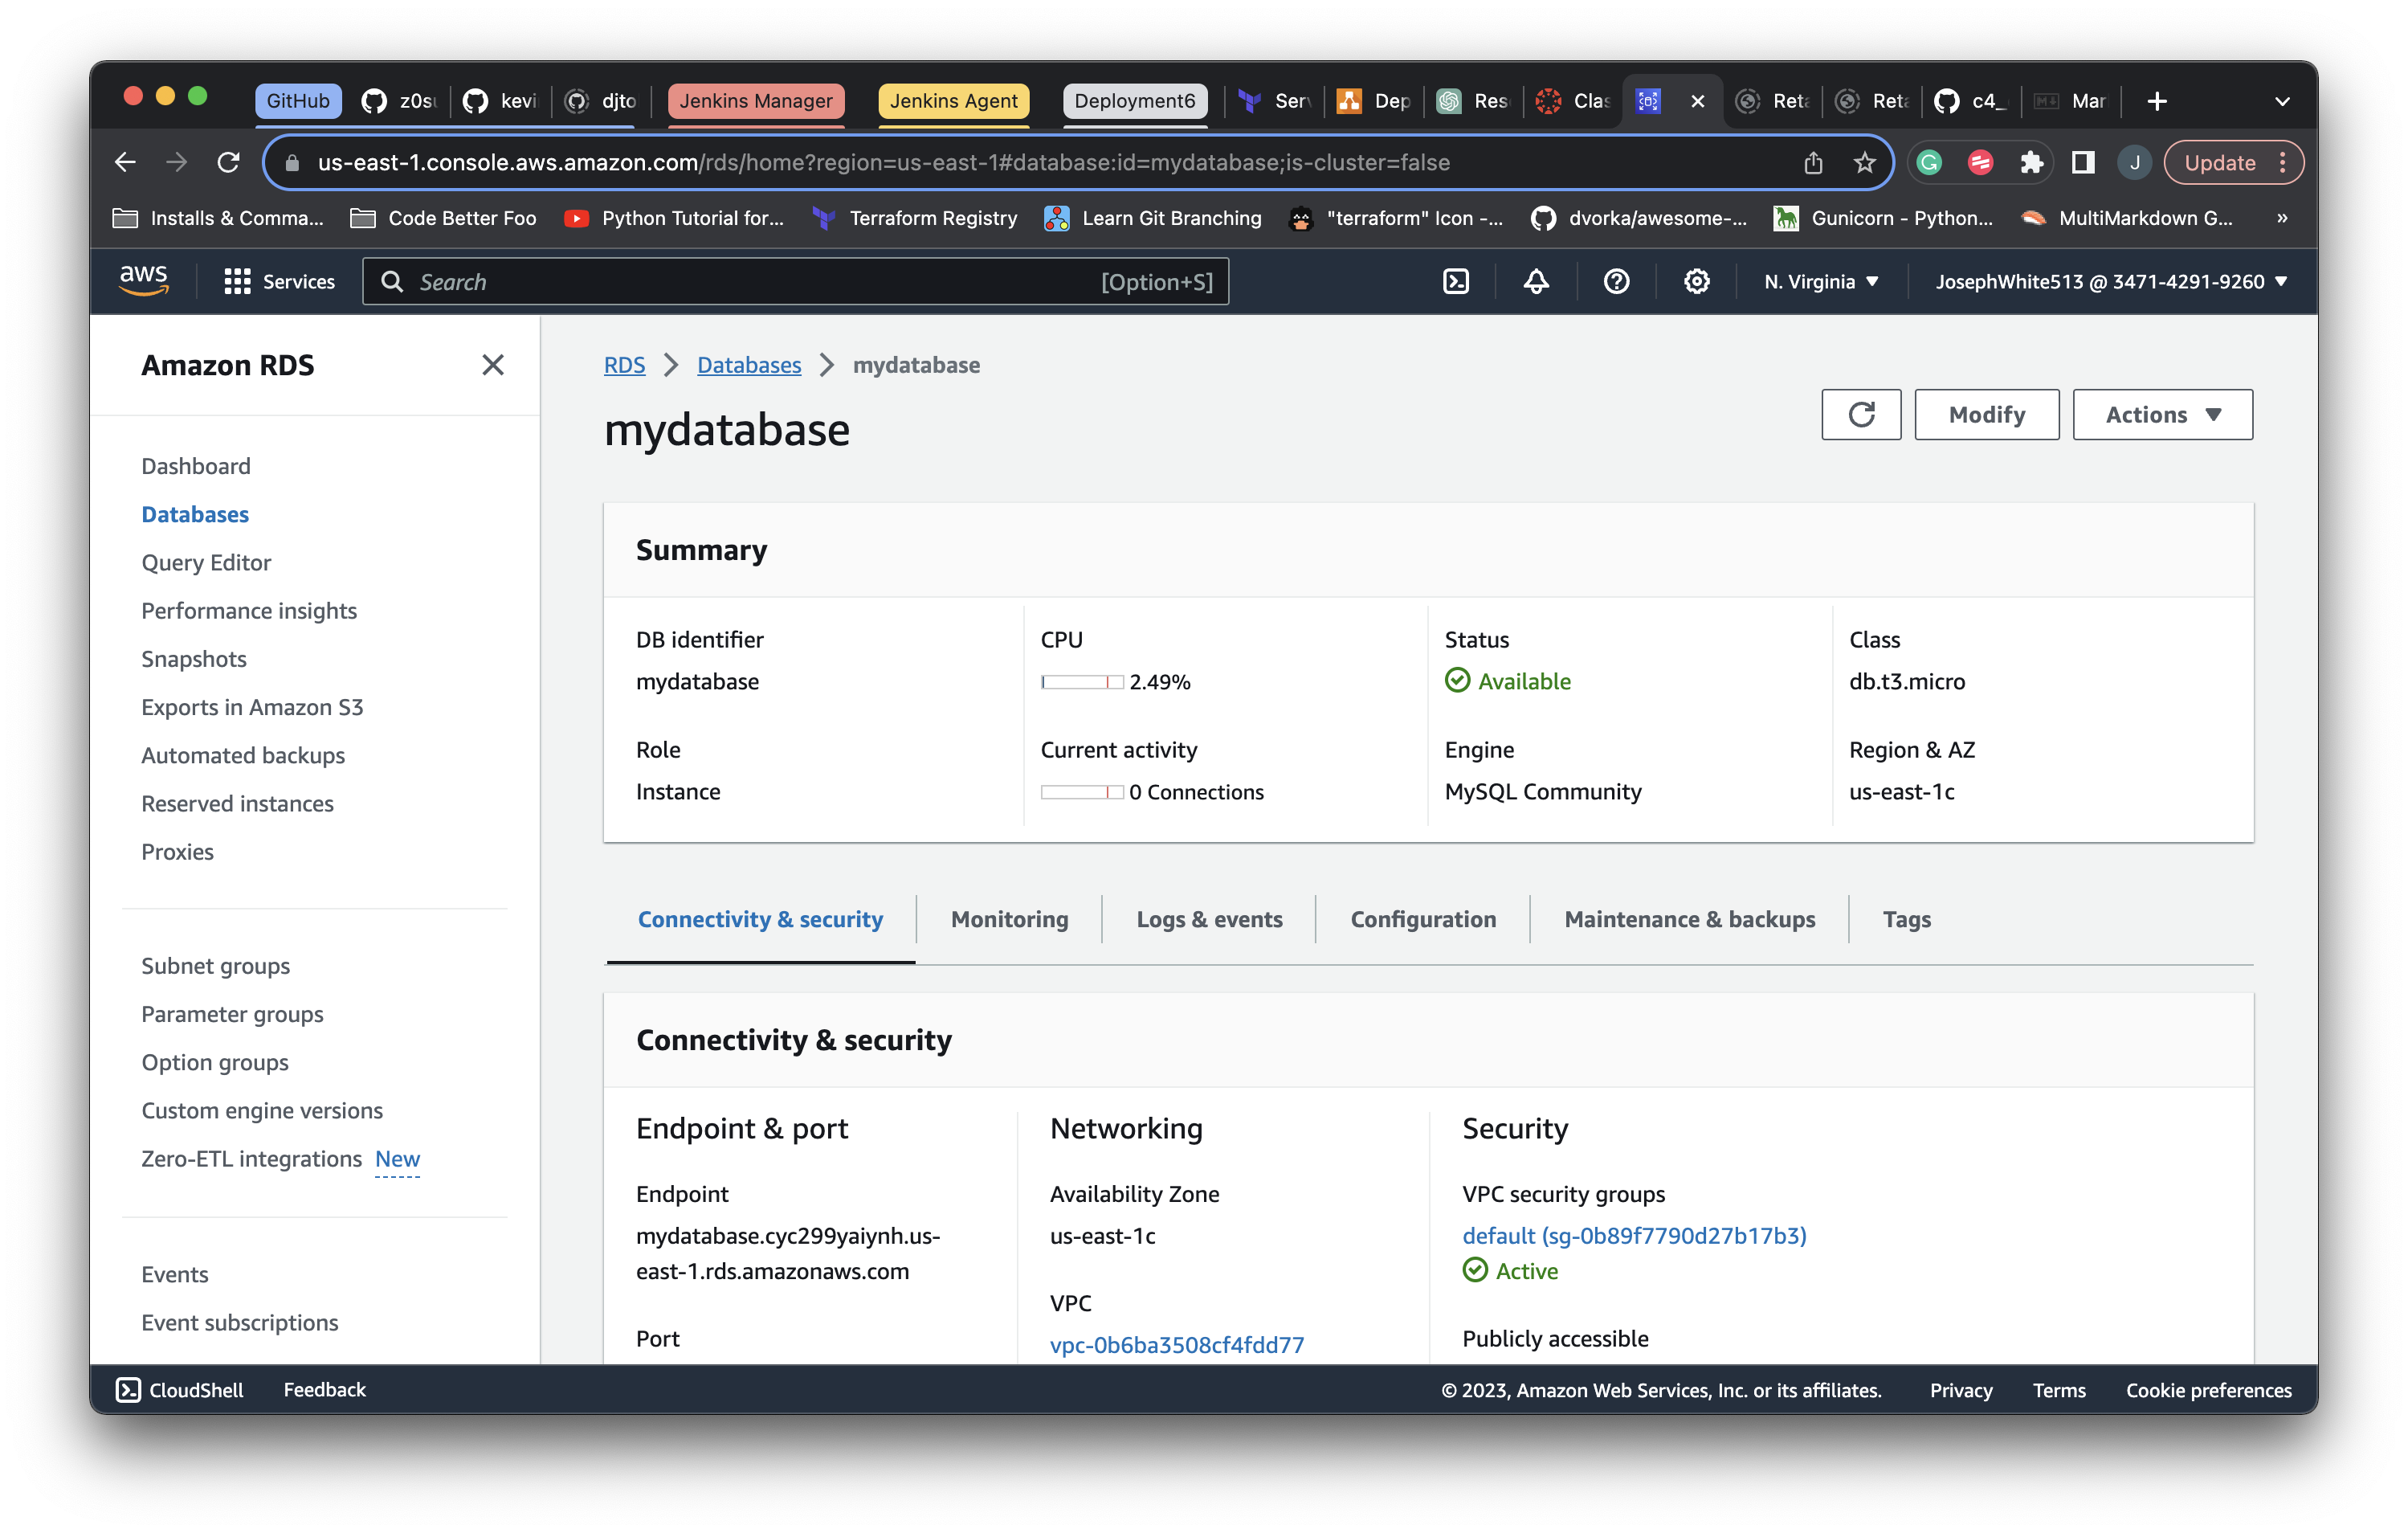 GitHub
kevi
djto
Jenkins Manager
Jenkins Agent
Deployment6
Ser
Dep
Res
Clas
Reta
Reta
c4_
Mar
us-east-1.console.aws.amazon.com/rds/home?region=us-east-1#database:id=mydatabase;is-cluster=false
J
Update
Installs & Comma...
Code Better Foo
Python Tutorial for...
Terraform Registry
Learn Git Branching
"terraform" Icon -...
dvorka/awesome-...
Gunicorn - Python...
MultiMarkdown G...
»
aws
Services
Search
[Option+S]
N. Virginia
JosephWhite513 @ 3471-4291-9260
Amazon RDS
Dashboard
Databases
Query Editor
Performance insights
Snapshots
Exports in Amazon S3
Automated backups
Reserved instances
Proxies
Subnet groups
Parameter groups
Option groups
Custom engine versions
Zero-ETL integrations New
Events
Event subscriptions
RDS > Databases > mydatabase
mydatabase
Modify
Actions
Summary
DB identifier
mydatabase
CPU
2.49%
Status
Available
Class
db.t3.micro
Role
Instance
Current activity
0 Connections
Engine
MySQL Community
Region & AZ
us-east-1c
Connectivity & security
Monitoring
Logs & events
Configuration
Maintenance & backups
Tags
Connectivity & security
Endpoint & port
Endpoint
mydatabase.cyc299yaiynh.us-
east-1.rds.amazonaws.com
Port
Networking
Availability Zone
us-east-1c
VPC
vpc-0b6ba3508cf4fdd77
Security
VPC security groups
default (sg-0b89f7790d27b17b3)
Active
Publicly accessible
CloudShell
Feedback
© 2023, Amazon Web Services, Inc. or its affiliates.
Privacy
Terms
Cookie preferences